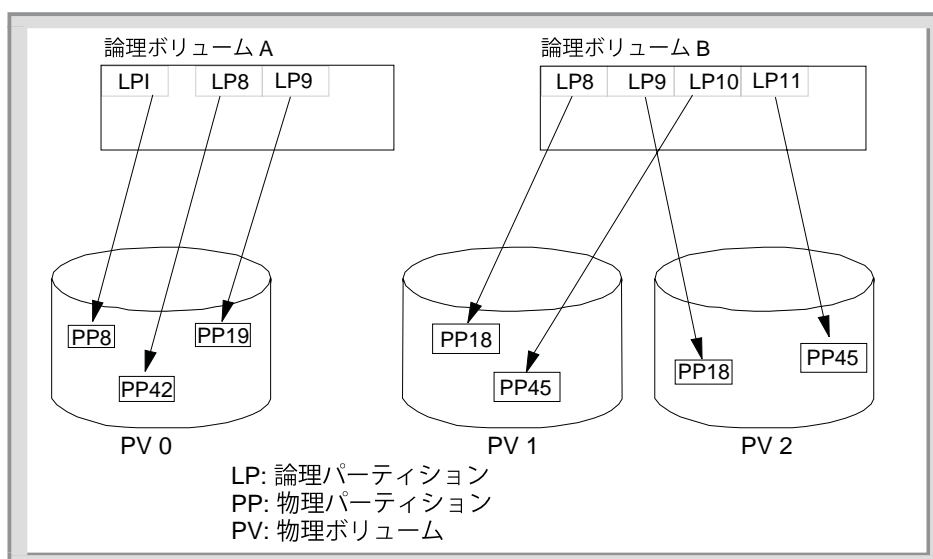 論理ボリューム A
論理ボリューム B
LPI LP8 LP9
LP8 LP9 LP10 LP11
PP8
PP19
PP42
PP18
PP45
PP18
PP45
PV 0
PV 1
PV 2
LP: 論理パーティション
PP: 物理パーティション
PV: 物理ボリューム